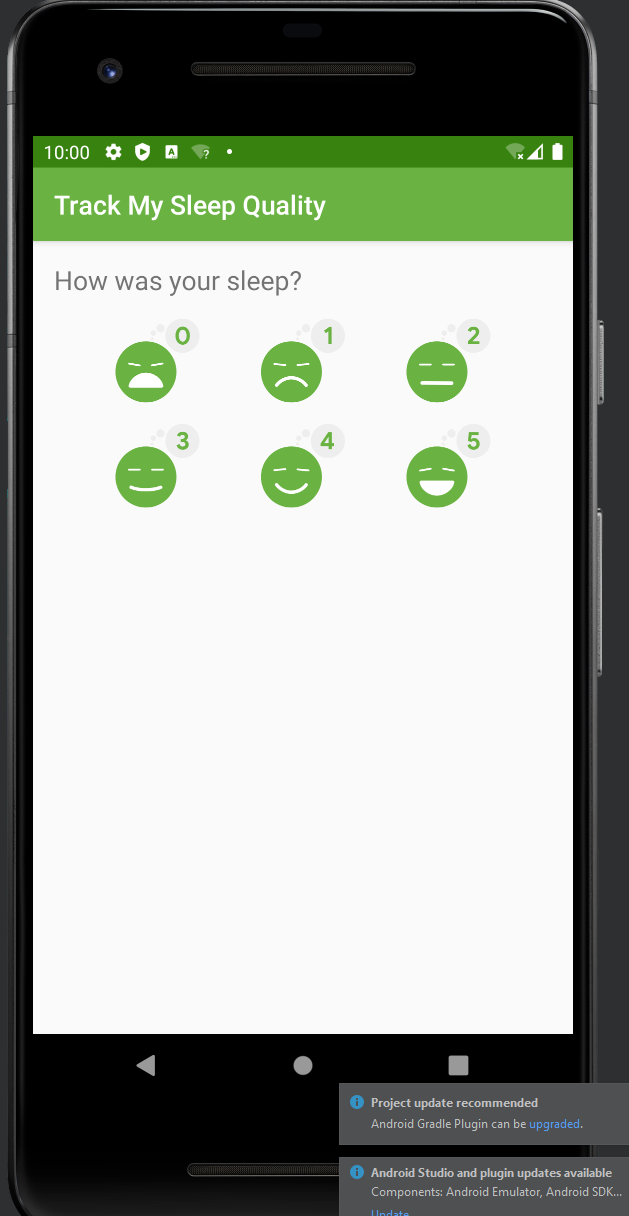 10:00
Track My Sleep Quality
How was your sleep?
0 1 2
3 4 5
Project update recommended
Android Gradle Plugin can be upgraded.
Android Studio and plugin updates available
Components: Android Emulator, Android SDK...
Update